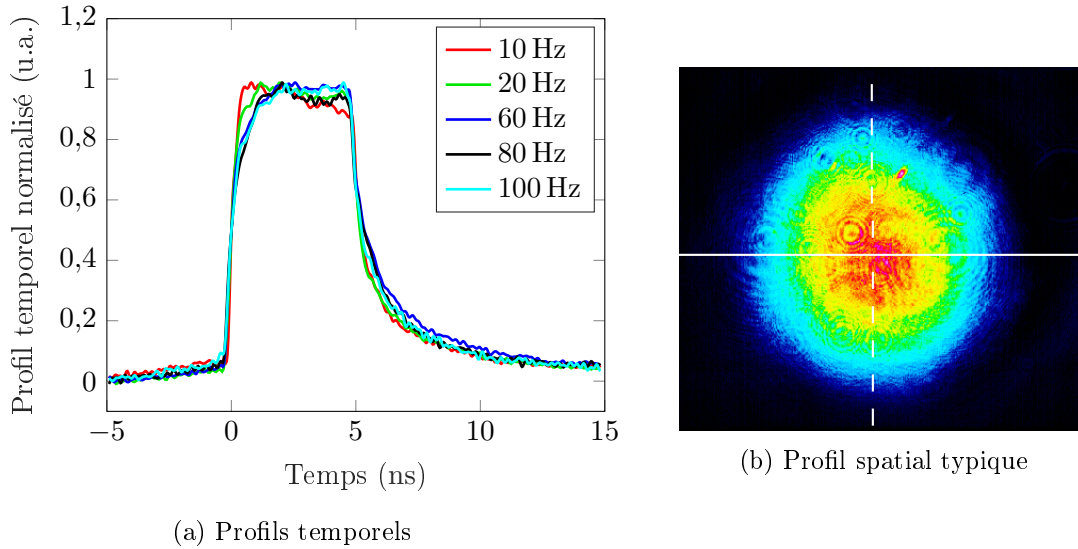 Profil temporel normalisé (u.a.)
1,2
1
0,8
0,6
0,4
0,2
0
−5
0
5
10
15
Temps (ns)
10 Hz
20 Hz
60 Hz
80 Hz
100 Hz
(a) Profils temporels
(b) Profil spatial typique